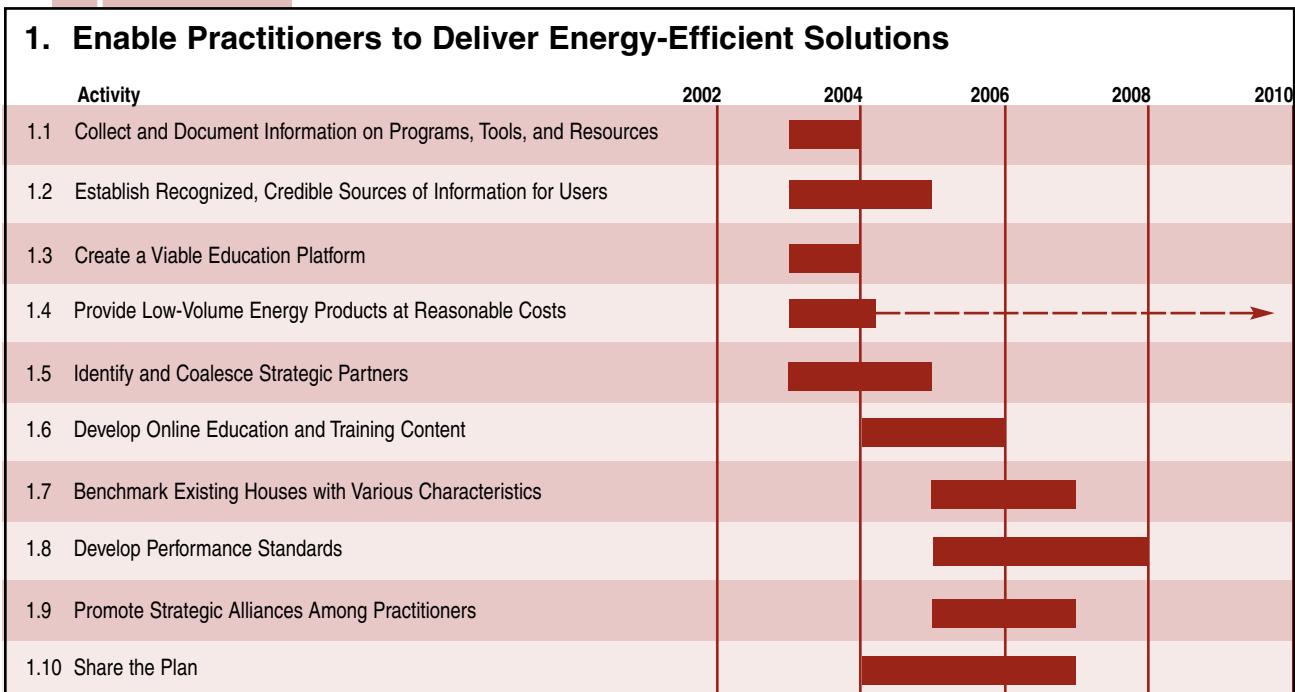 1. Enable Practitioners to Deliver Energy-Efficient Solutions
Activity 2002 2004 2006 2008 2010
1.1 Collect and Document Information on Programs, Tools, and Resources
1.2 Establish Recognized, Credible Sources of Information for Users
1.3 Create a Viable Education Platform
1.4 Provide Low-Volume Energy Products at Reasonable Costs
1.5 Identify and Coalesce Strategic Partners
1.6 Develop Online Education and Training Content
1.7 Benchmark Existing Houses with Various Characteristics
1.8 Develop Performance Standards
1.9 Promote Strategic Alliances Among Practitioners
1.10 Share the Plan